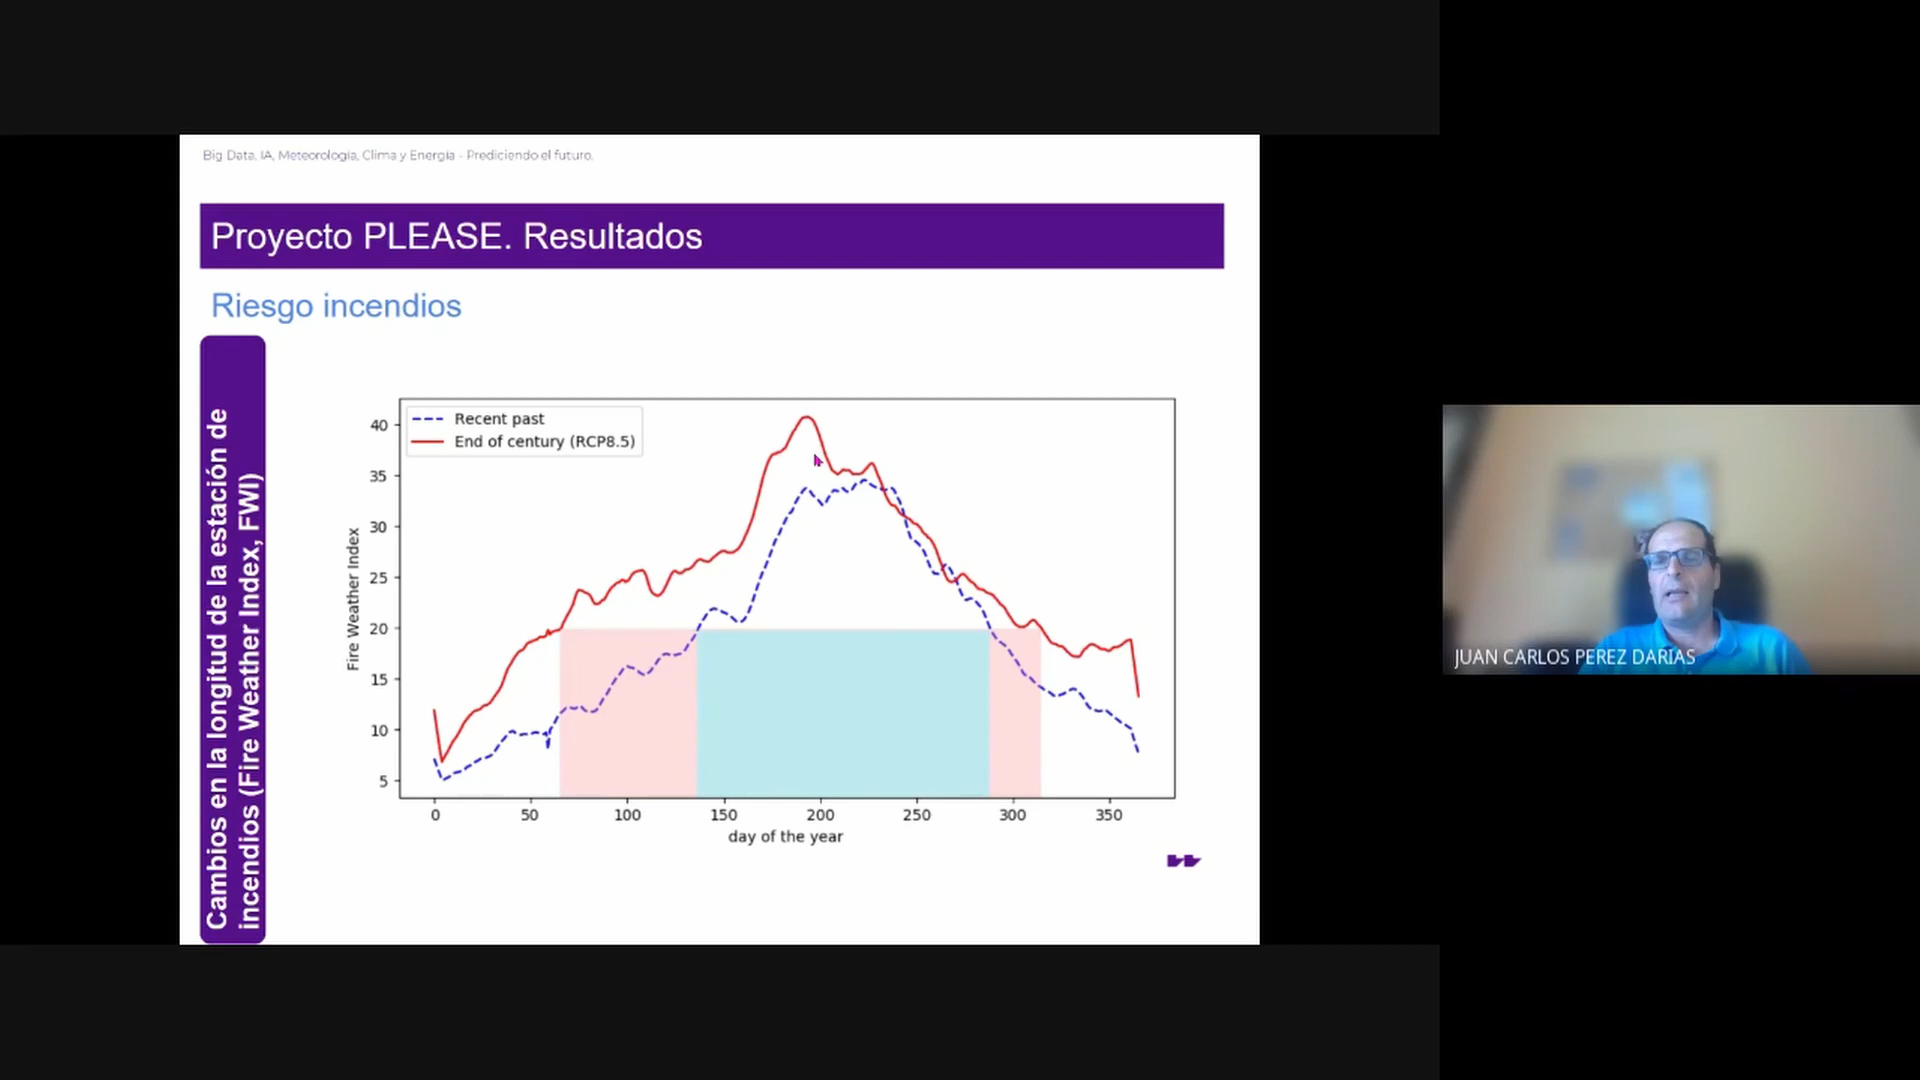 Big Data, IA, Meteorología, Clima y Energía - Prediciendo el futuro.
Proyecto PLEASE. Resultados
Riesgo incendios
Cambios en la longitud de la estación de
incendios (Fire Weather Index, FWI)
Recent past
End of century (RCP8.5)
Fire Weather Index
40
35
30
25
20
15
10
5
0 50 100 150 200 250 300 350
day of the year
JUAN CARLOS PEREZ DARIAS